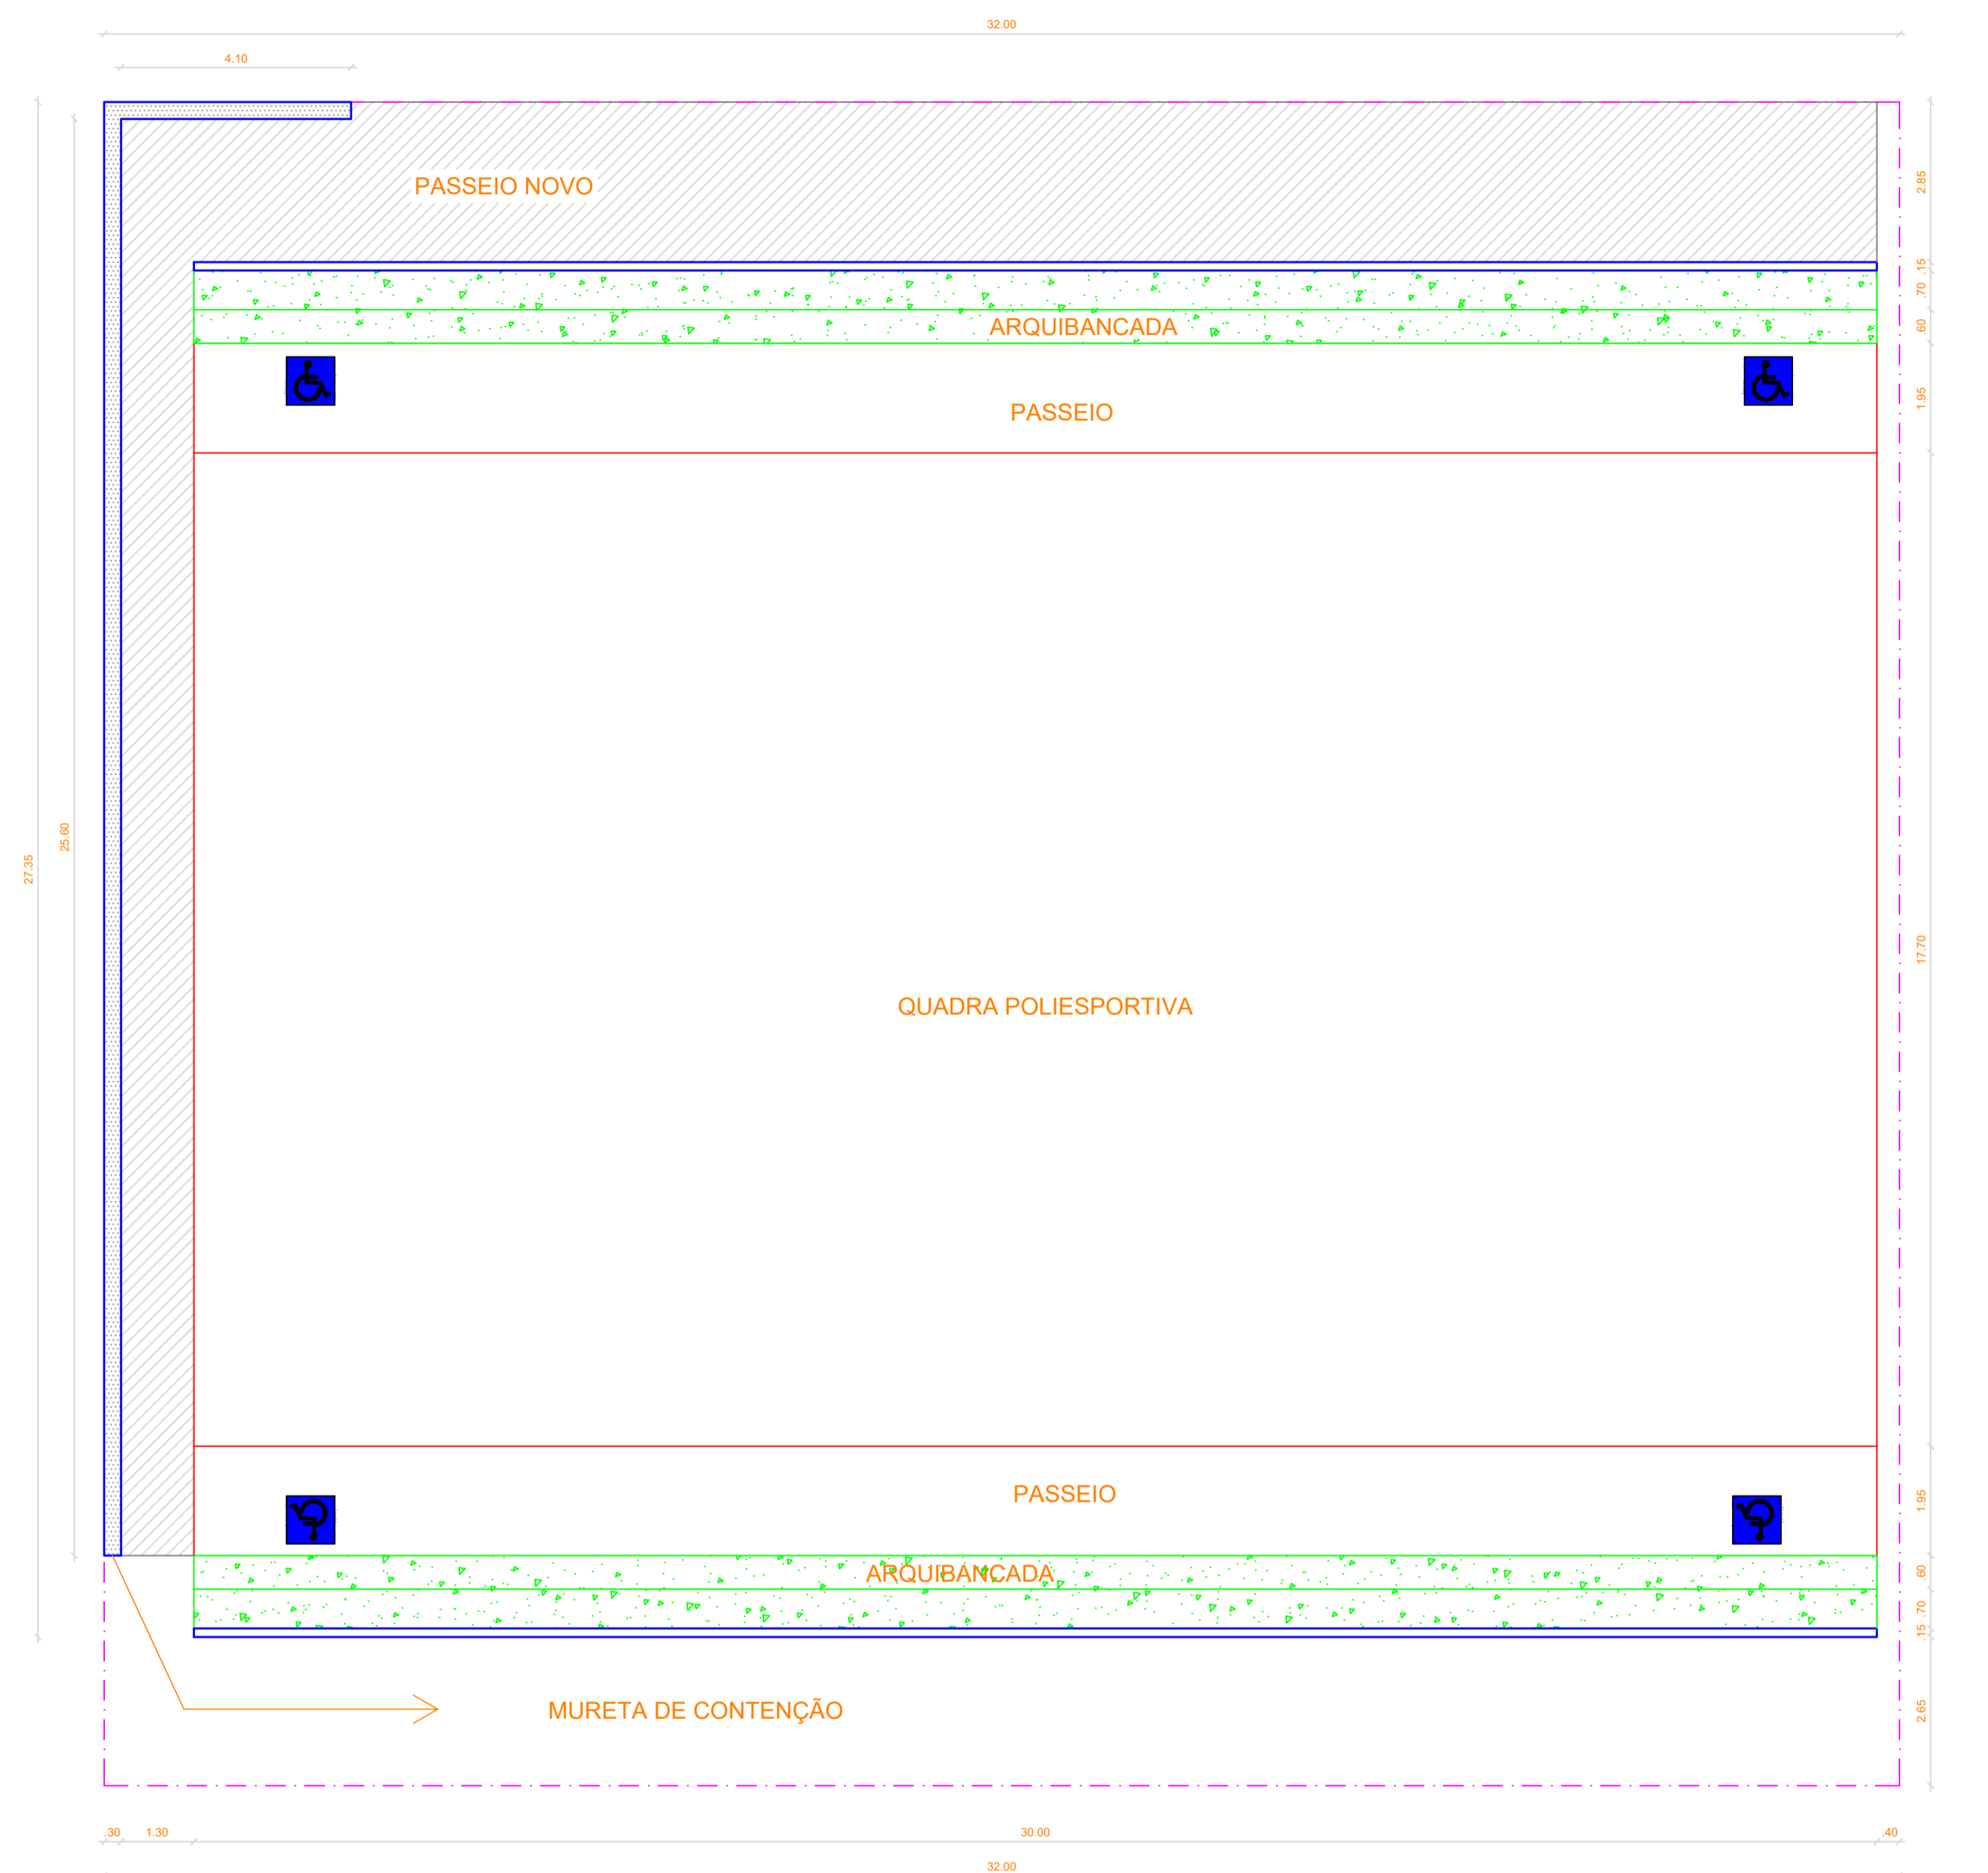 32.00
4.10
PASSEIO NOVO
2.85
.15
.70
ARQUIBANCADA
.60
PASSEIO
1.95
25.60
27.35
17.70
QUADRA POLIESPORTIVA
PASSEIO
1.95
ARQUIBANCADA
.60
.70
.15
MURETA DE CONTENÇÃO
2.65
.30 1.30 30.00 .40
32.00